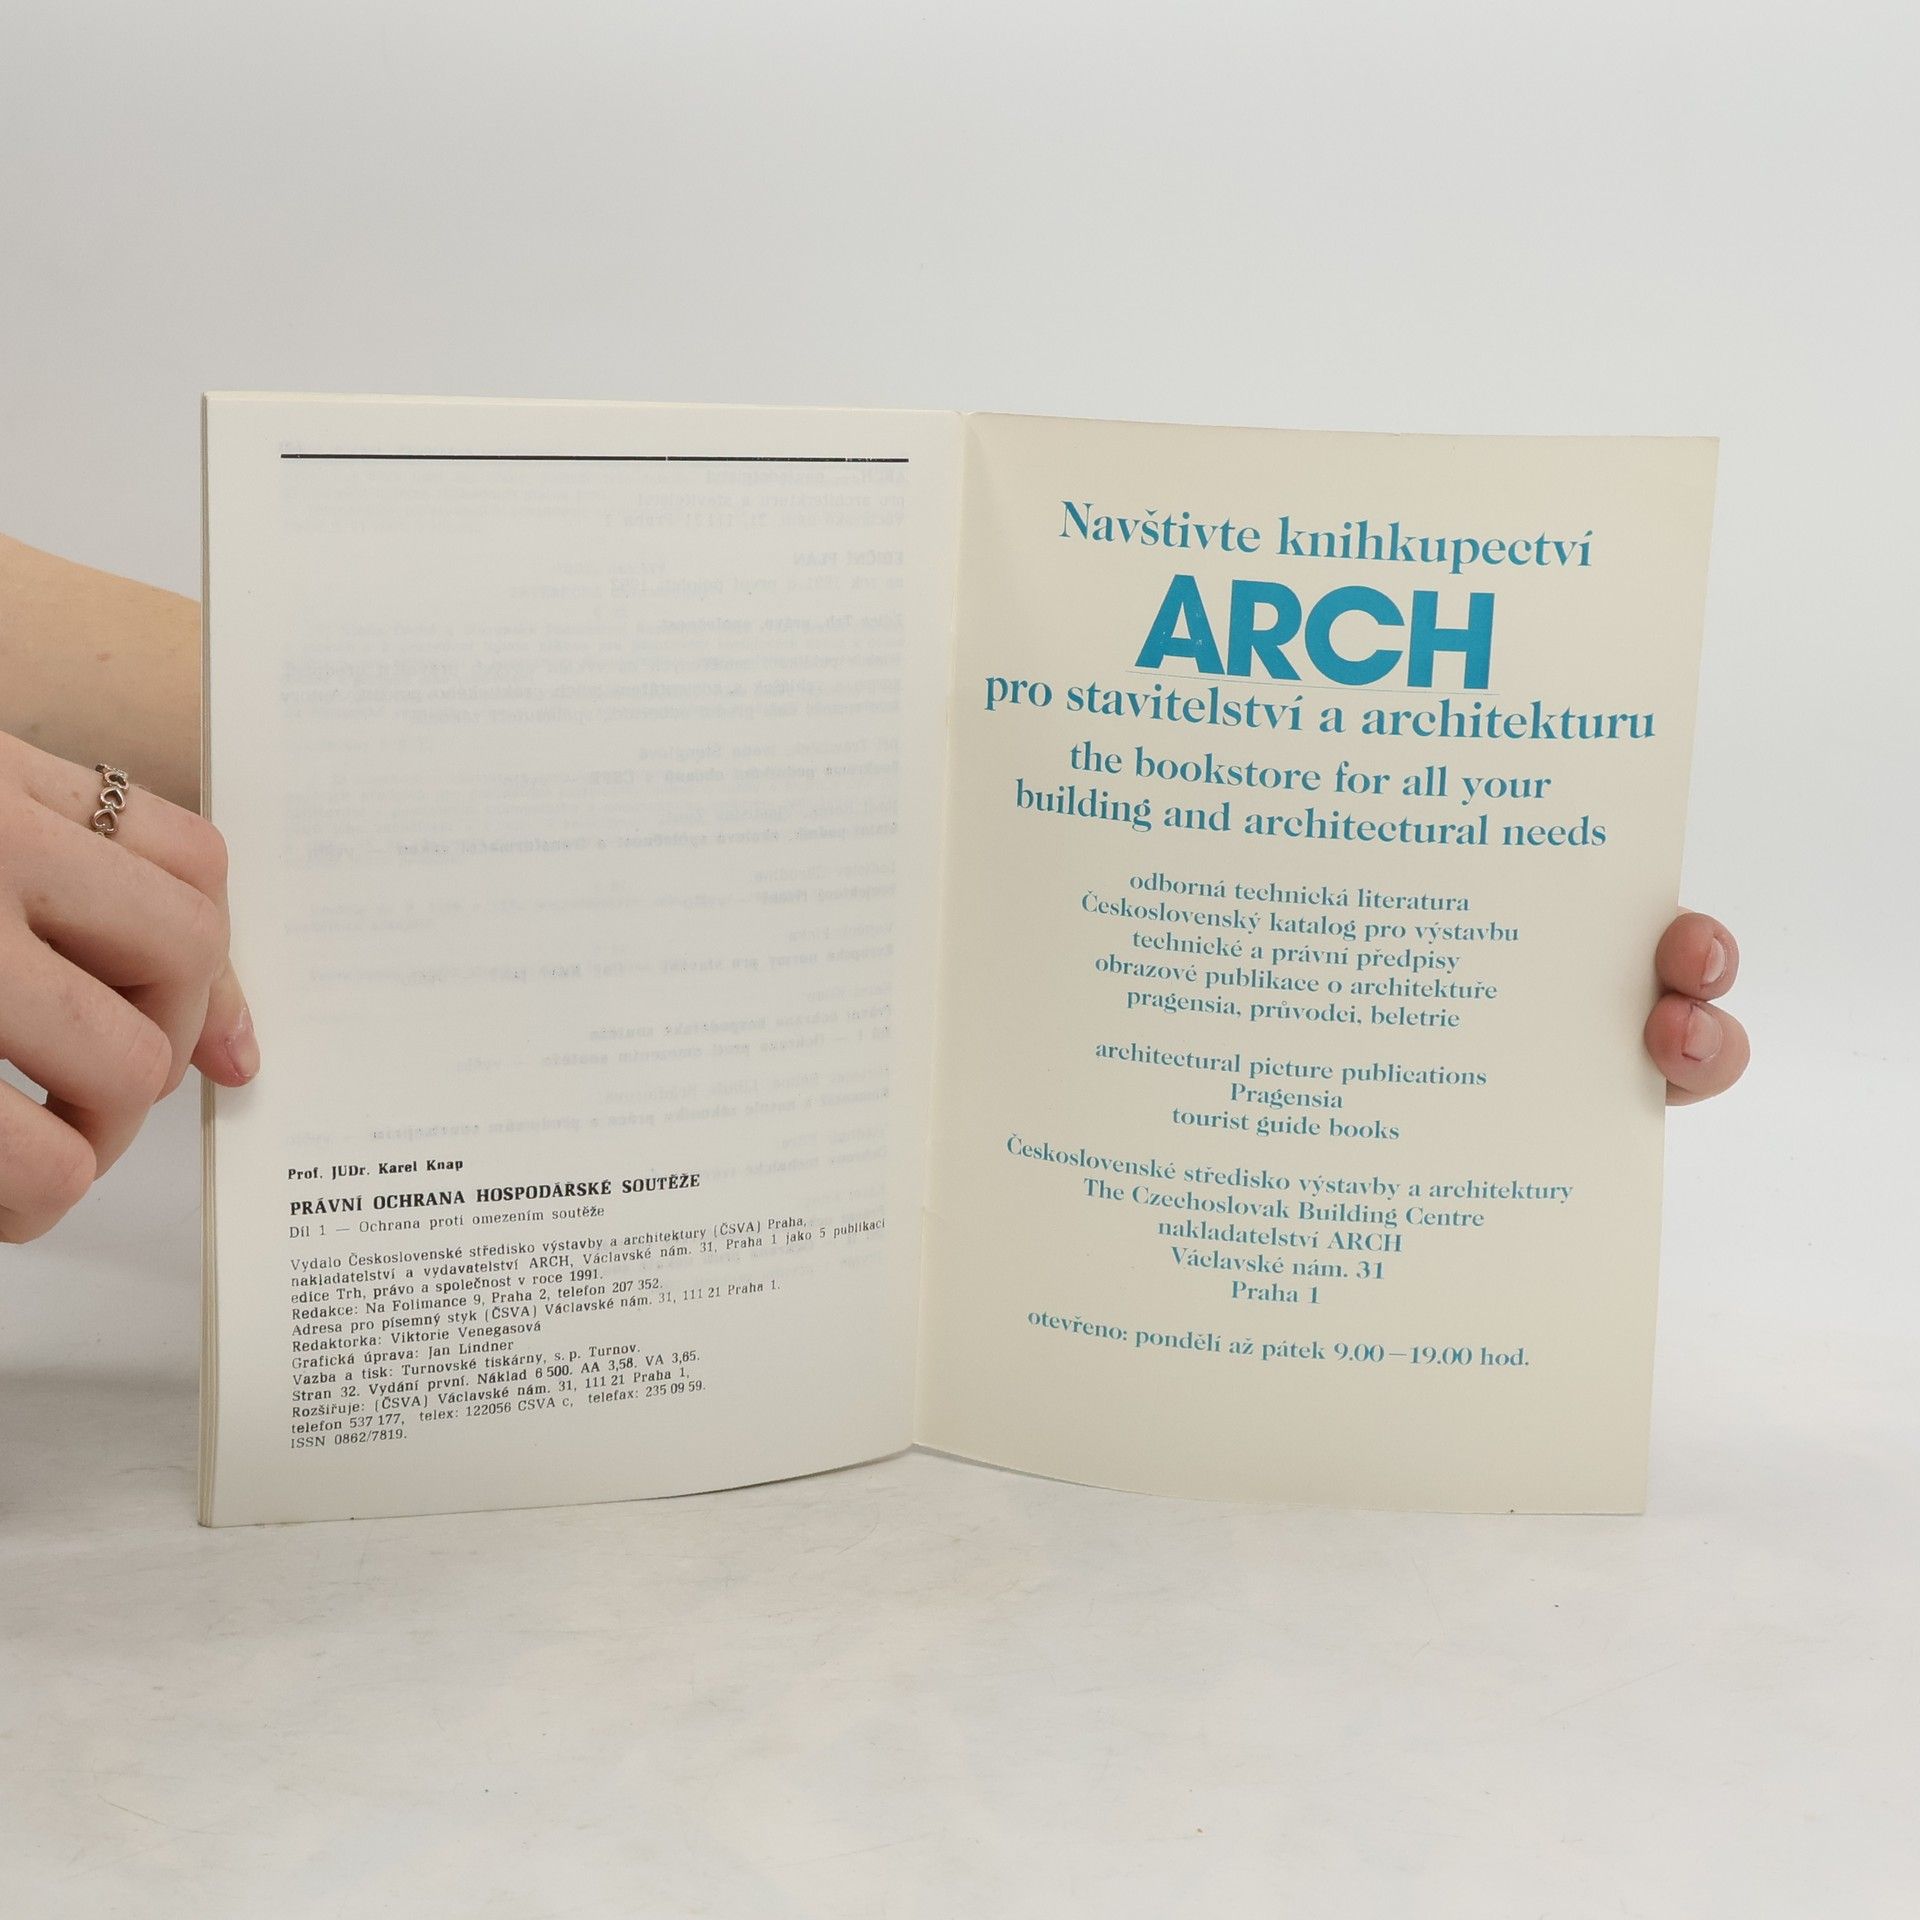 Prof. JUDr. Karel Knap
PRÁVNÍ OCHRANA HOSPODÁŘSKÉ SOUTĚŽE
Díl 1 — Ochrana proti omezením soutěže
Vydalo Československé středisko výstavby a architektury (ČSVA) Praha,
nakladatelství a vydavatelství ARCH, Václavské nám. 31, Praha 1 jako 5 publikaci
edice Trh, právo a společnost v roce 1991.
Redakce: Na Folimance 9, Praha 2, telefon 207 352.
Adresa pro písemný styk (ČSVA) Václavské nám. 31, 111 21 Praha 1.
Redaktorka: Viktorie Venegasová
Grafická úprava: Jan Lindner
Vazba a tisk: Turnovské tiskárny, s. p. Turnov.
Stran 32. Vydání první. Náklad 6 500. AA 3,58. VA 3,65.
Rozšiřuje: (ČSVA) Václavské nám. 31, 111 21 Praha 1,
telefon 537 177, telex: 122056 CSVA c, telefax: 235 09 59.
ISSN 0862/7819.
Navštivte knihkupectví
ARCH
pro stavitelství a architekturu
the bookstore for all your
building and architectural needs
odborná technická literatura
Československý katalog pro výstavbu
technické a právní předpisy
obrazové publikace o architektuře
pragensia, průvodci, beletrie
architectural picture publications
Pragensia
tourist guide books
Československé středisko výstavby a architektury
The Czechoslovak Building Centre
nakladatelství ARCH
Václavské nám. 31
Praha 1
otevřeno: pondělí až pátek 9.00—19.00 hod.